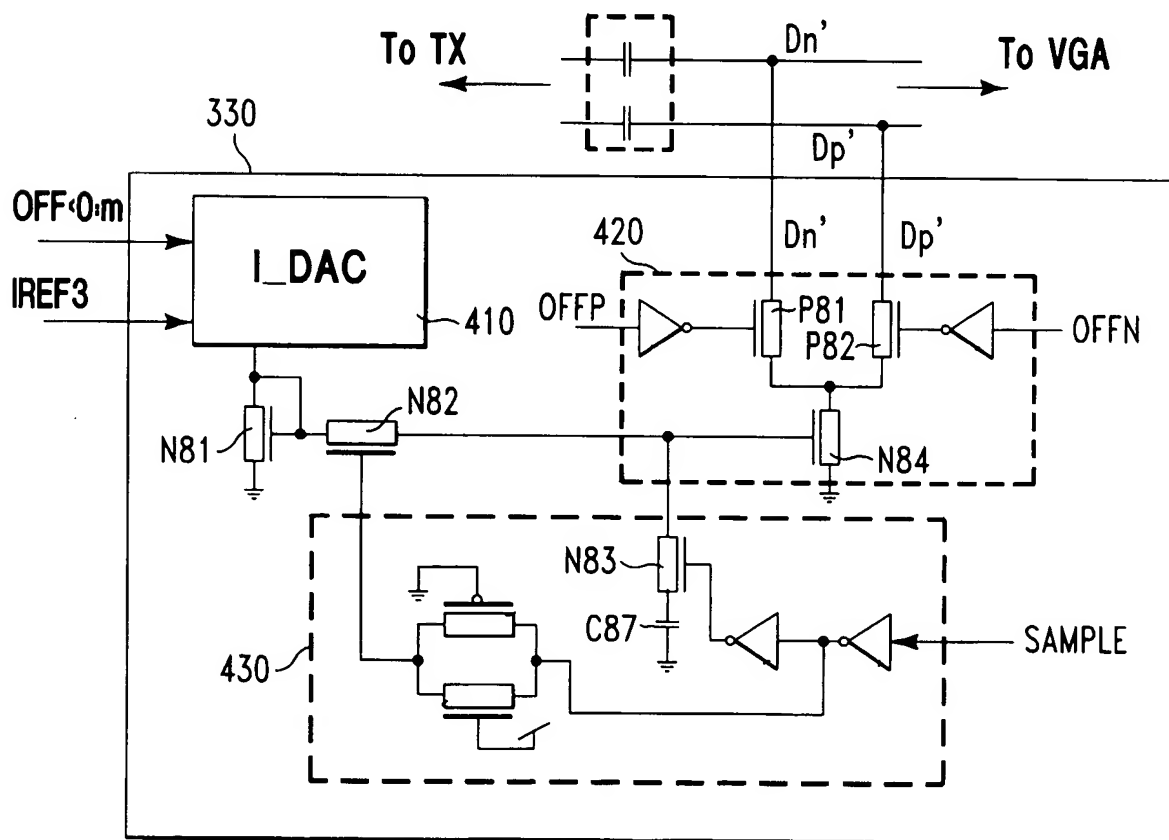 To TX
Dn'
To VGA
330
Dp'
OFF<0:m
I_DAC
Dn'
Dp'
420
IREF3
410
OFFP
P81
P82
OFFN
N82
N81
N84
N83
C87
SAMPLE
430